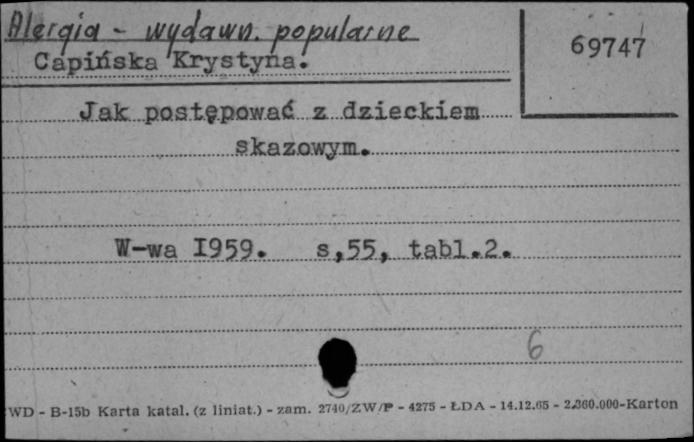 Alergia - wydawn. popularne
69747
Capińska Krystyna.
Jak postępować z dzieckiem
skazowym.
W-wa I959. s,55, tabl.2.
6
WD - B-15b Karta katal. (z liniat.) - zam. 2740/ZW/P - 4275 - ŁDA - 14.12.65 - 2.360.000-Karton